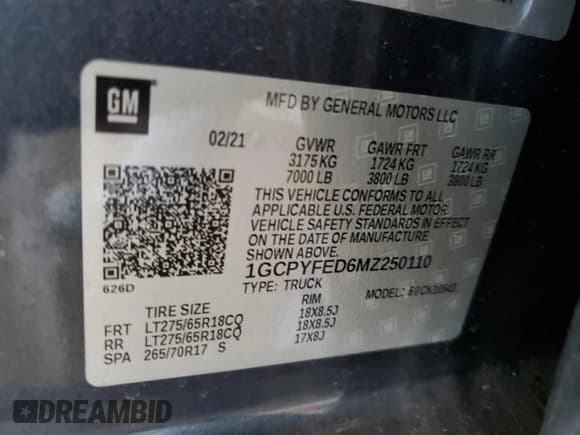 GM
MFD BY GENERAL MOTORS LLC
02/21
GVWR GAWR FRT GAWR RR
3175 KG 1724 KG 1724 KG
7000 LB 3800 LB 3800 LB
THIS VEHICLE CONFORMS TO ALL
APPLICABLE U.S. FEDERAL MOTOR
VEHICLE SAFETY STANDARDS IN EFFECT
ON THE DATE OF MANUFACTURE
SHOWN ABOVE.
626D
1GCPYFED6MZ250110
TYPE: TRUCK MODEL:
TIRE SIZE RIM
FRT LT275/65R18CQ 18X8.5J
RR LT275/65R18CQ 18X8.5J
SPA 265/70R17 S 17X8J
DREAMBID